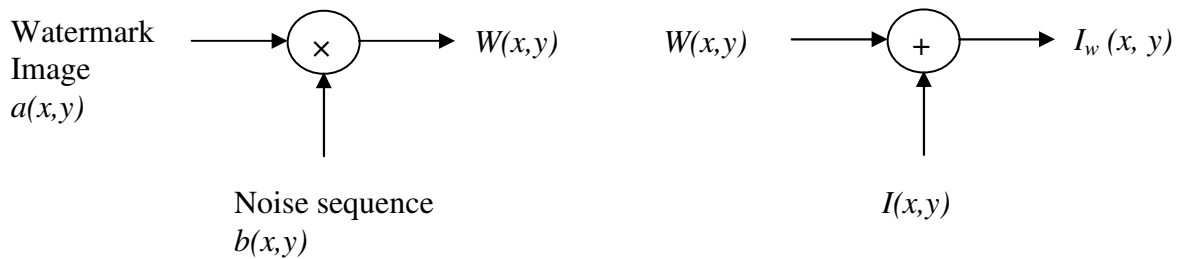 Watermark
Image
a(x,y)
×
W(x,y)
Noise sequence
b(x,y)
W(x,y)
+
I_w (x, y)
I(x,y)